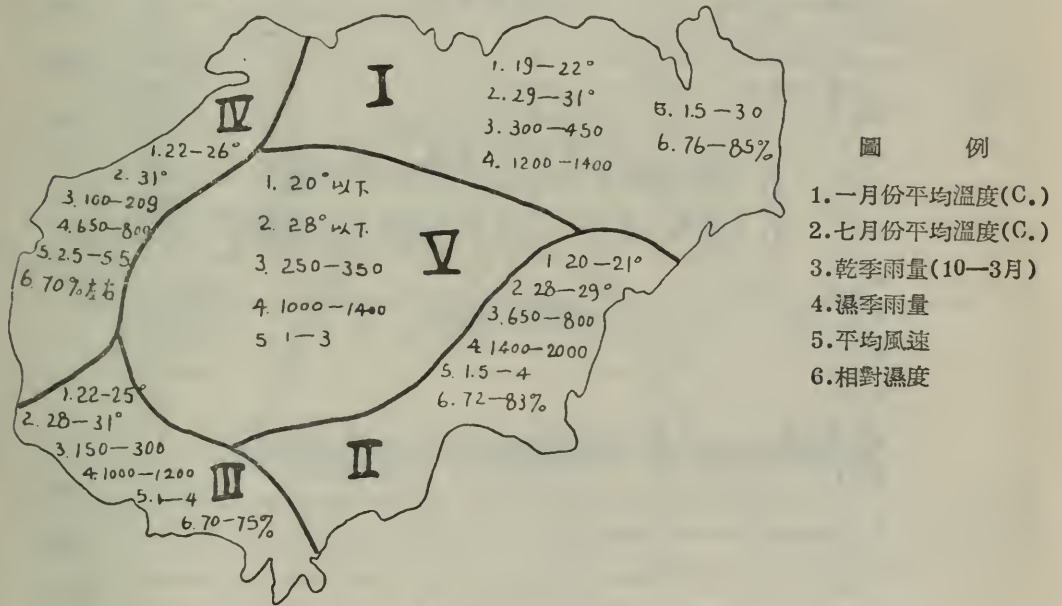 I
1. 19—22°
2. 29—31°
3. 300—450
4. 1200—1400
5. 1.5—30
6. 76—85%
IV
1. 22—26°
2. 31°
3. 100—209
4. 650—800
5. 2.5—5 5
6. 70%左右
V
1. 20°以下
2. 28°以下
3. 250—350
4. 1000—1400
5 1—3
II
1 20—21°
2. 28—29°
3. 650—800
4. 1400—2000
5. 1.5—4
6. 72—83%
III
1. 22-25°
2. 28—31°
3. 150—300
4. 1000—1200
5. 1—4
6. 70-75%
圖 例
1.一月份平均溫度(C.)
2.七月份平均溫度(C.)
3.乾季雨量(10—3月)
4.濕季雨量
5.平均風速
6.相對濕度